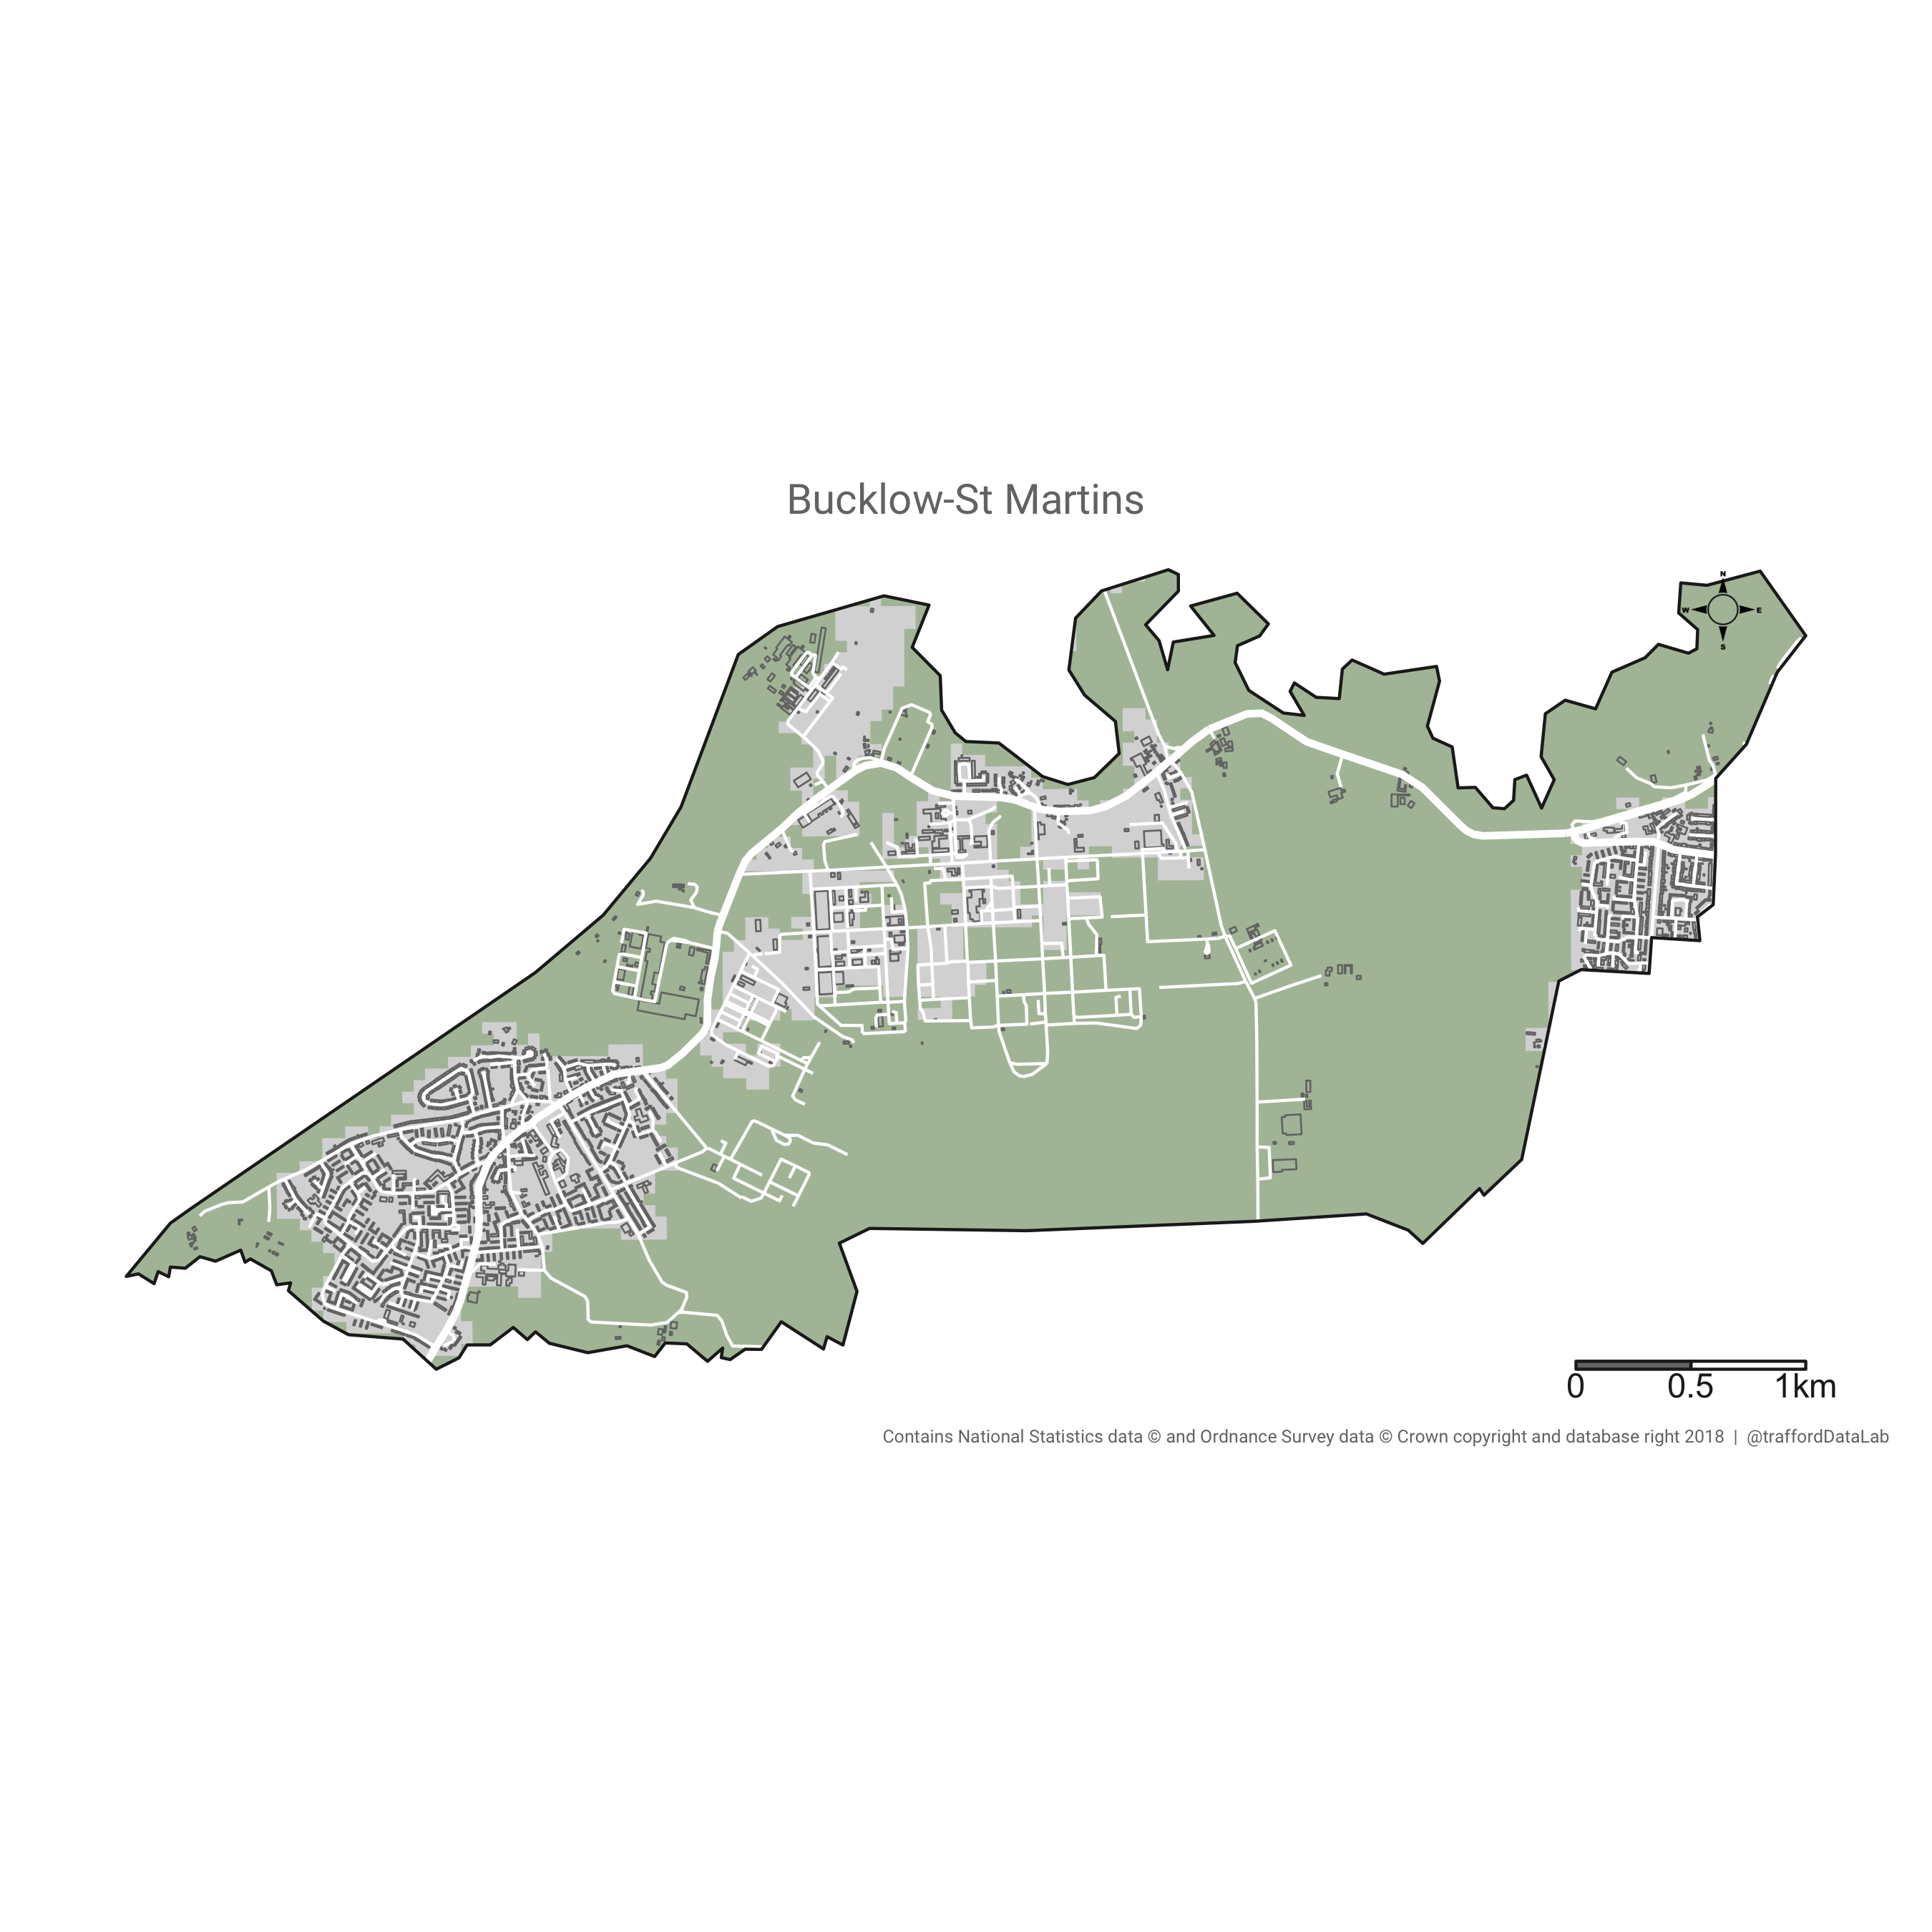 Bucklow-St Martins
N
W E
S
0 0.5 1km
Contains National Statistics data © and Ordnance Survey data © Crown copyright and database right 2018 | @traffordDataLab